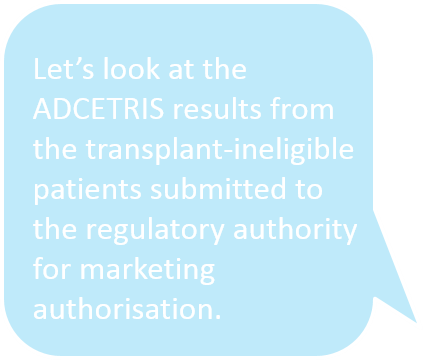 Let’s look at the
ADCETRIS results from
the transplant-ineligible
patients submitted to
the regulatory authority
for marketing
authorisation.